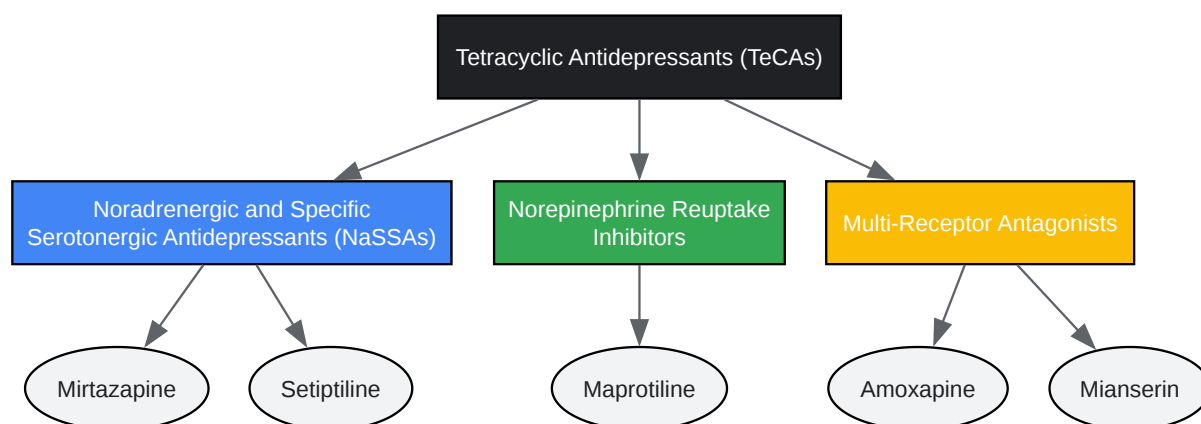 Tetracyclic Antidepressants (TeCAs)
Noradrenergic and Specific
Serotonergic Antidepressants (NaSSAs)
Norepinephrine Reuptake
Inhibitors
Multi-Receptor Antagonists
Mirtazapine
Setiptiline
Maprotiline
Amoxapine
Mianserin